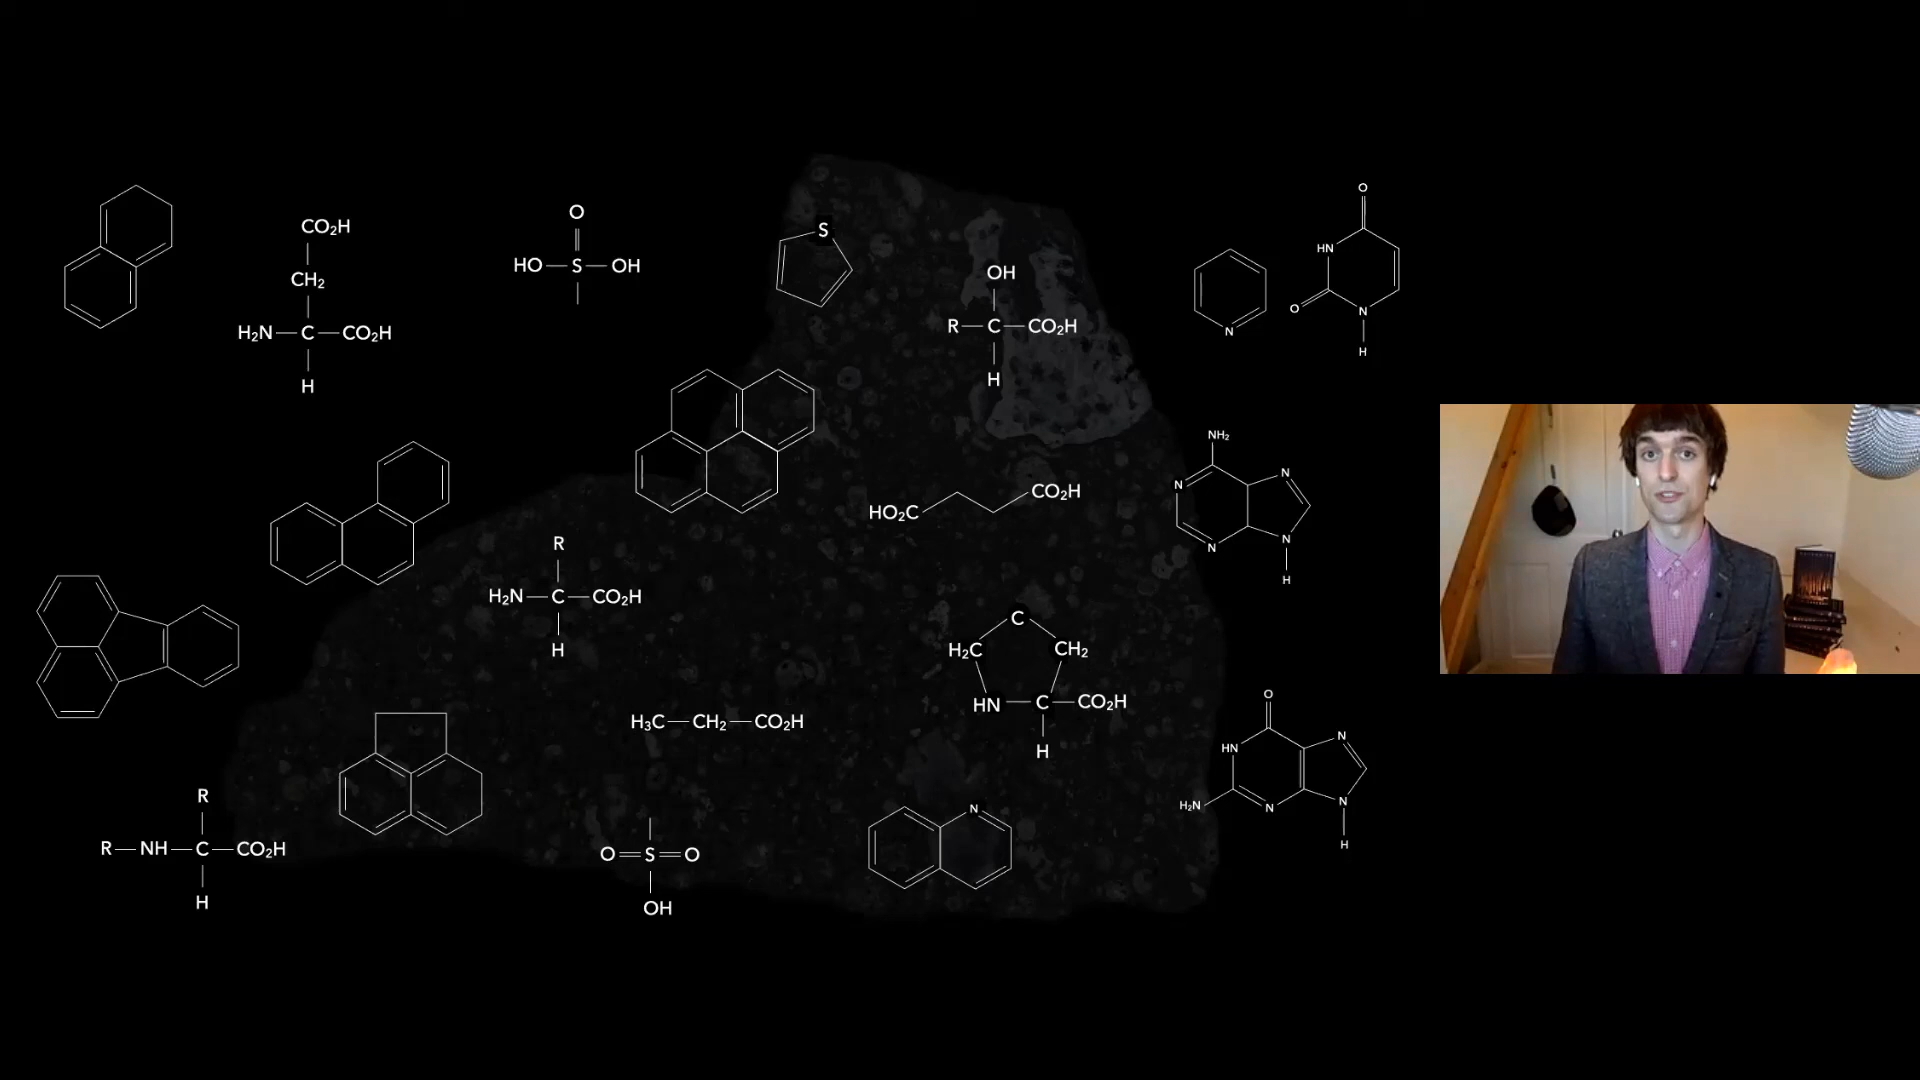 CO₂H
CH₂
H₂N C CO₂H
H
O
HO S OH
S
OH
R C CO₂H
H
N
O
HN
O
N
H
NH₂
N
N
N
N
H
HO₂C CO₂H
R
H₂N C CO₂H
H
C
H₂C CH₂
HN C CO₂H
H
H₃C CH₂ CO₂H
O
HN
N
H₂N
N
N
H
R
R NH C CO₂H
H
O S O
OH
N